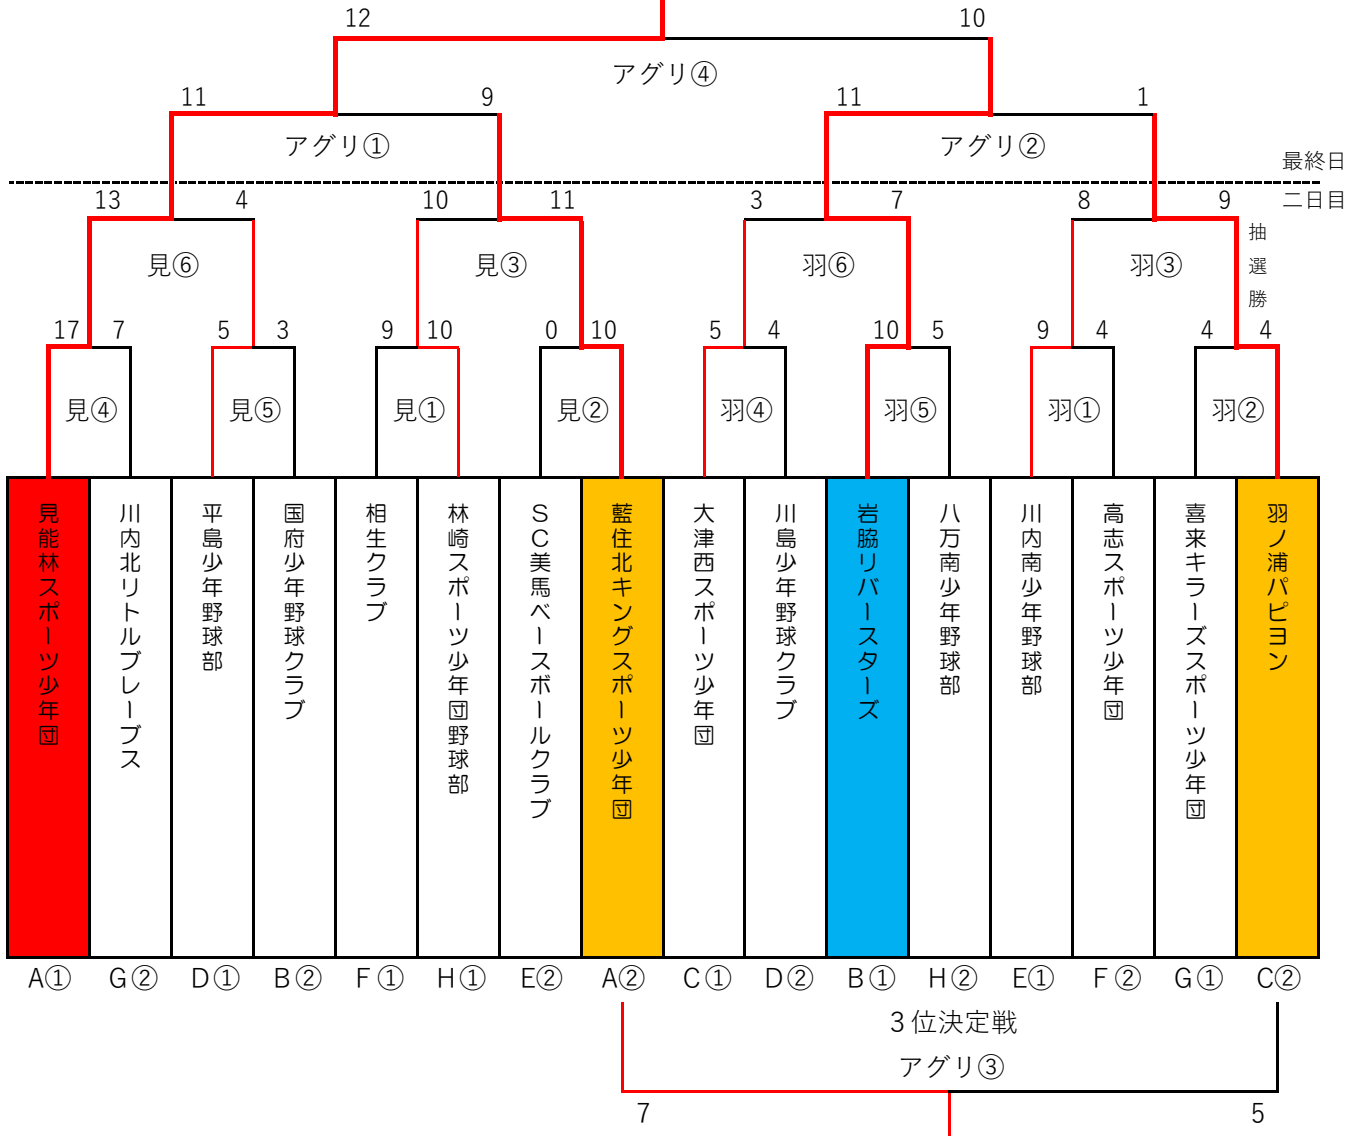 12 10
アグリ④
11 9 11 1
アグリ① アグリ②
最終日
13 4 10 11 3 7 8 9 二日目
抽選勝
見⑥ 見③ 羽⑥ 羽③
17 7 5 3 9 10 0 10 5 4 10 5 9 4 4 4
見④ 見⑤ 見① 見② 羽④ 羽⑤ 羽① 羽②
見能林スポーツ少年団
川内北リトルブレーブス
平島少年野球部
国府少年野球クラブ
相生クラブ
林崎スポーツ少年団野球部
ＳＣ美馬ベースボールクラブ
藍住北キングスポーツ少年団
大津西スポーツ少年団
川島少年野球クラブ
岩脇リバースターズ
八万南少年野球部
川内南少年野球部
高志スポーツ少年団
喜来キラーズスポーツ少年団
羽ノ浦パピヨン
A① G② D① B② F① H① E② A② C① D② B① H② E① F② G① C②
３位決定戦
アグリ③
7 5